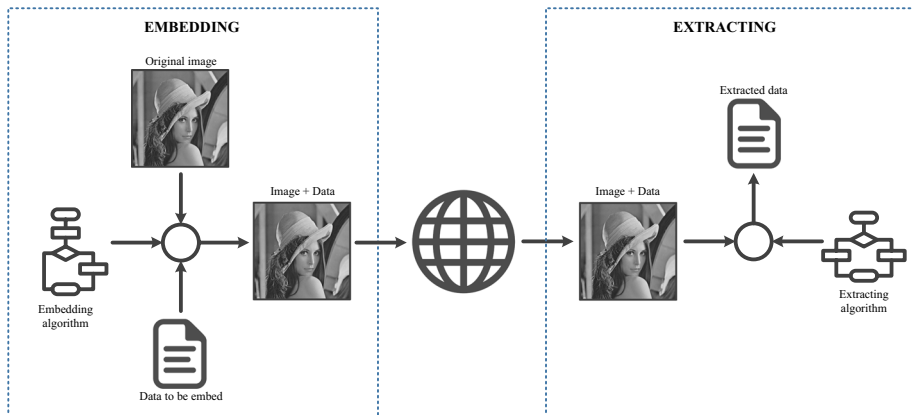 EMBEDDING
Original image
Image + Data
Embedding
algorithm
Data to be embed
EXTRACTING
Extracted data
Image + Data
Extracting
algorithm